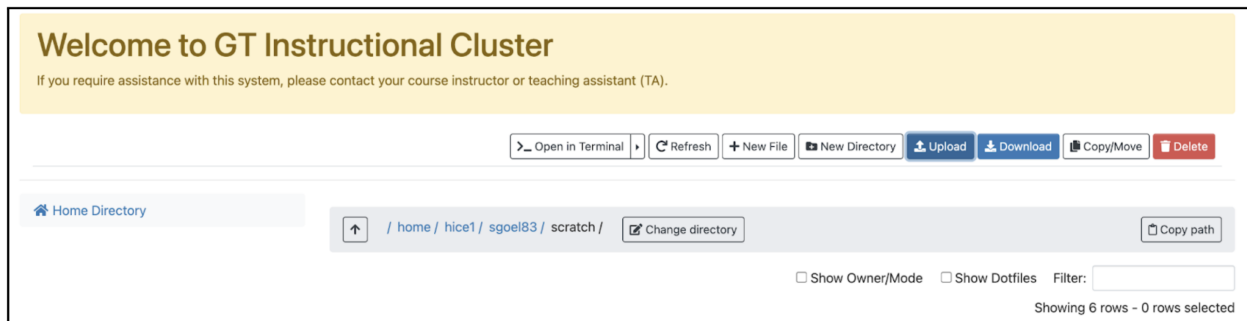 Welcome to GT Instructional Cluster
If you require assistance with this system, please contact your course instructor or teaching assistant (TA).
>_ Open in Terminal Refresh + New File New Directory Upload Download Copy/Move Delete
Home Directory
/ home / hice1 / sgoel83 / scratch / Change directory Copy path
Show Owner/Mode Show Dotfiles Filter:
Showing 6 rows - 0 rows selected